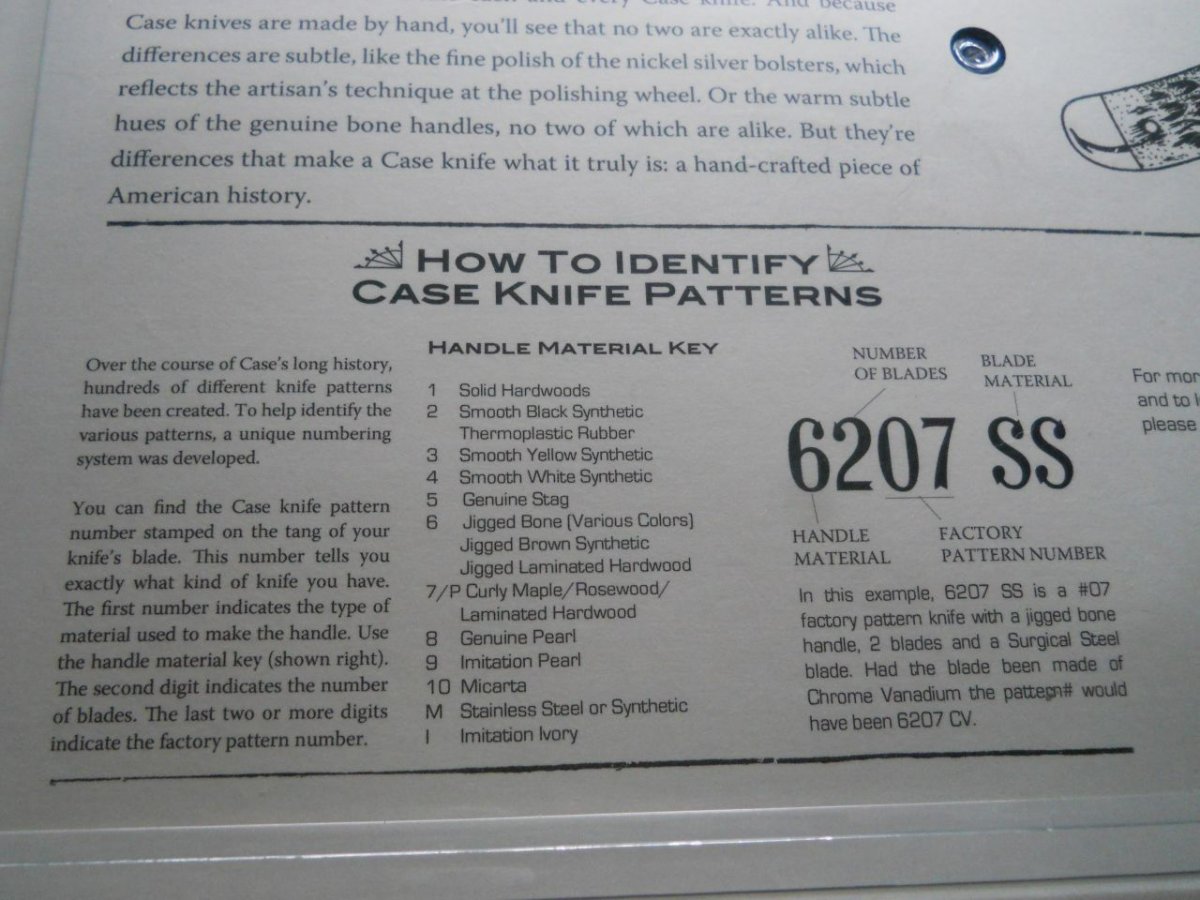 each and every Case knife. And because
Case knives are made by hand, you'll see that no two are exactly alike. The
differences are subtle, like the fine polish of the nickel silver bolsters, which
reflects the artisan's technique at the polishing wheel. Or the warm subtle
hues of the genuine bone handles, no two of which are alike. But they're
differences that make a Case knife what it truly is: a hand-crafted piece of
American history.
HOW TO IDENTIFY
CASE KNIFE PATTERNS
Over the course of Case's long history,
hundreds of different knife patterns
have been created. To help identify the
various patterns, a unique numbering
system was developed.
You can find the Case knife pattern
number stamped on the tang of your
knife's blade. This number tells you
exactly what kind of knife you have.
The first number indicates the type of
material used to make the handle. Use
the handle material key (shown right).
The second digit indicates the number
of blades. The last two or more digits
indicate the factory pattern number.
HANDLE MATERIAL KEY
1 Solid Hardwoods
2 Smooth Black Synthetic
Thermoplastic Rubber
3 Smooth Yellow Synthetic
4 Smooth White Synthetic
5 Genuine Stag
6 Jigged Bone (Various Colors)
Jigged Brown Synthetic
Jigged Laminated Hardwood
7/P Curly Maple/Rosewood/
Laminated Hardwood
8 Genuine Pearl
9 Imitation Pearl
10 Micarta
M Stainless Steel or Synthetic
I Imitation Ivory
NUMBER
OF BLADES
BLADE
MATERIAL
6207 SS
HANDLE
MATERIAL
FACTORY
PATTERN NUMBER
In this example, 6207 SS is a #07
factory pattern knife with a jigged bone
handle, 2 blades and a Surgical Steel
blade. Had the blade been made of
Chrome Vanadium the pattern# would
have been 6207 CV.
For mor
and to l
please